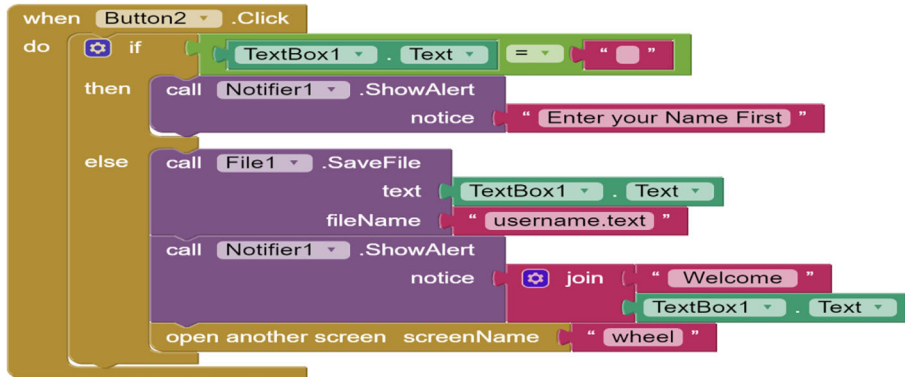 when Button2 .Click
do if TextBox1 . Text = " "
then call Notifier1 .ShowAlert
notice " Enter your Name First "
else call File1 .SaveFile
text TextBox1 . Text
fileName " username.text "
call Notifier1 .ShowAlert
notice join " Welcome "
TextBox1 . Text
open another screen screenName " wheel "